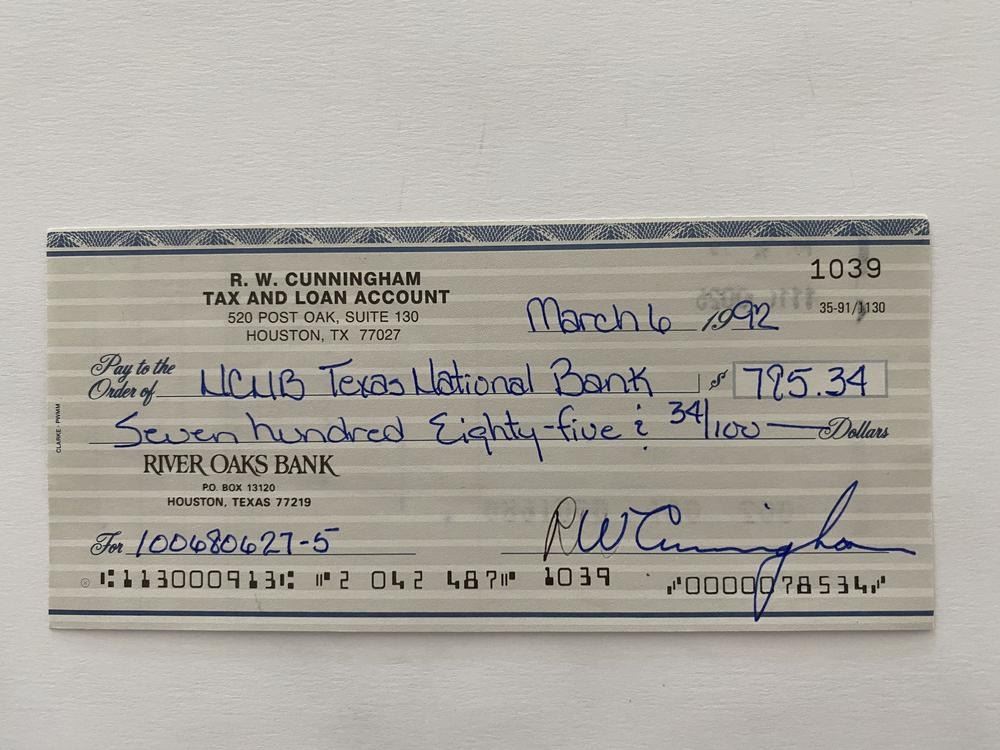 R. W. CUNNINGHAM
TAX AND LOAN ACCOUNT
520 POST OAK, SUITE 130
HOUSTON, TX 77027
1039
35-91/1130
March 6 1992
Pay to the
Order of NCNB Texas National Bank $ 785.34
Seven hundred Eighty-five & 34/100 Dollars
CLARKE · PWMM
RIVER OAKS BANK
P.O. BOX 13120
HOUSTON, TEXAS 77219
For 100680627-5 RW Cunningham
⑆113000913⑆ ⑈2 042 487⑈ 1039 ⑈0000078534⑈